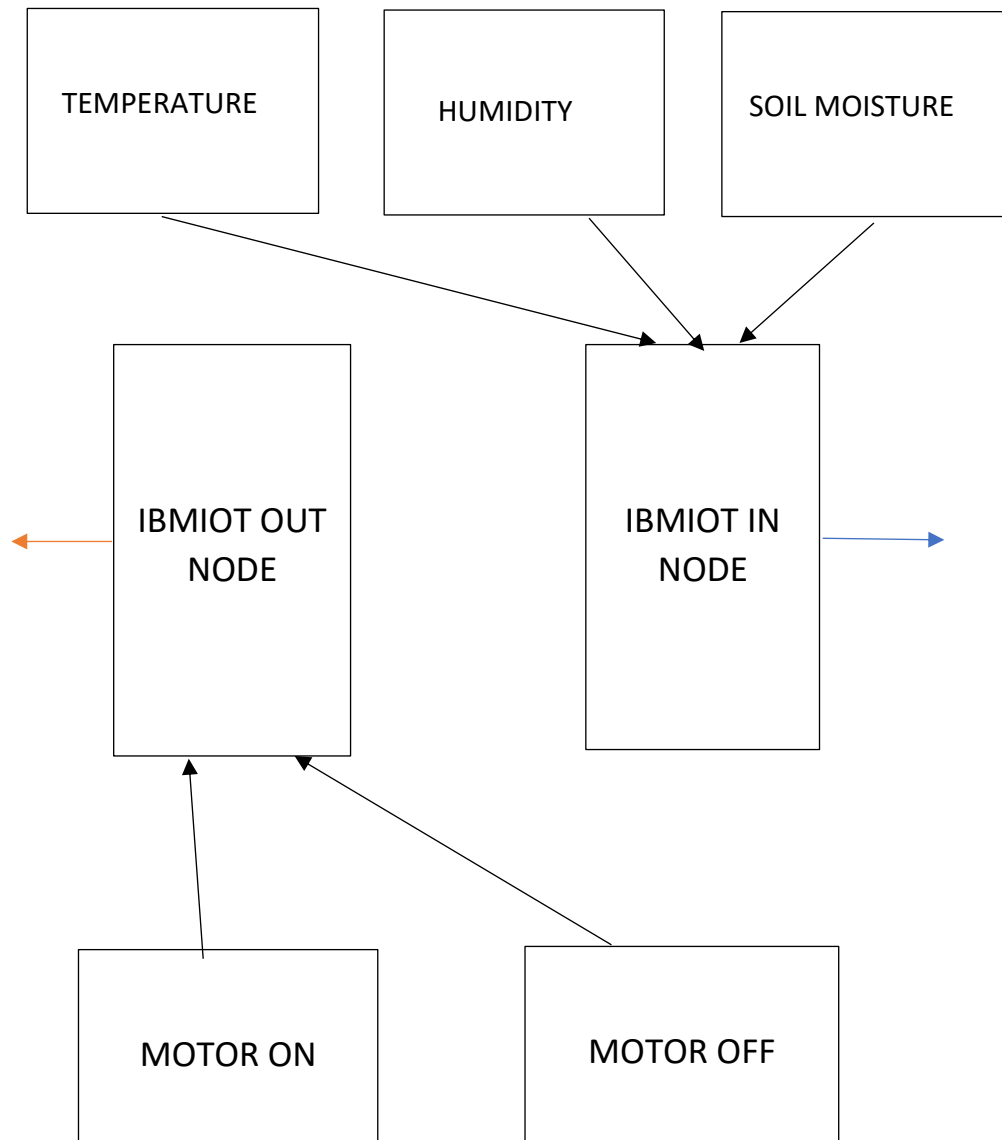 TEMPERATURE
HUMIDITY
SOIL MOISTURE
IBMIOT OUT
NODE
IBMIOT IN
NODE
MOTOR ON
MOTOR OFF